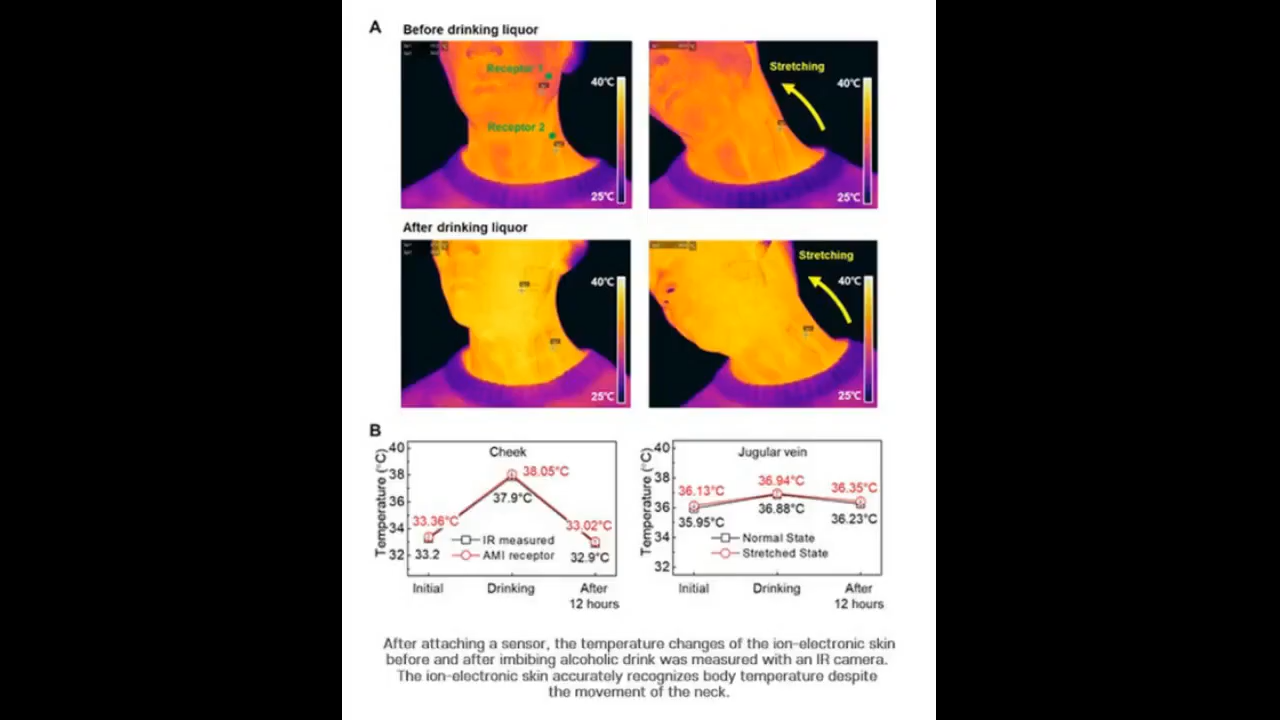 A
Before drinking liquor
Receptor 1
Receptor 2
40℃
25℃
Stretching
40℃
25℃
After drinking liquor
40℃
25℃
Stretching
40℃
25℃
B
Temperature (°C)
40
38
36
34
32
Cheek
33.36°C
38.05°C
33.02°C
33.2
37.9°C
32.9°C
IR measured
AMI receptor
Initial
Drinking
After
12 hours
Temperature (°C)
40
38
36
34
32
Jugular vein
36.13°C
36.94°C
36.35°C
35.95°C
36.88°C
36.23°C
Normal State
Stretched State
Initial
Drinking
After
12 hours
After attaching a sensor, the temperature changes of the ion-electronic skin
before and after imbibing alcoholic drink was measured with an IR camera.
The ion-electronic skin accurately recognizes body temperature despite
the movement of the neck.